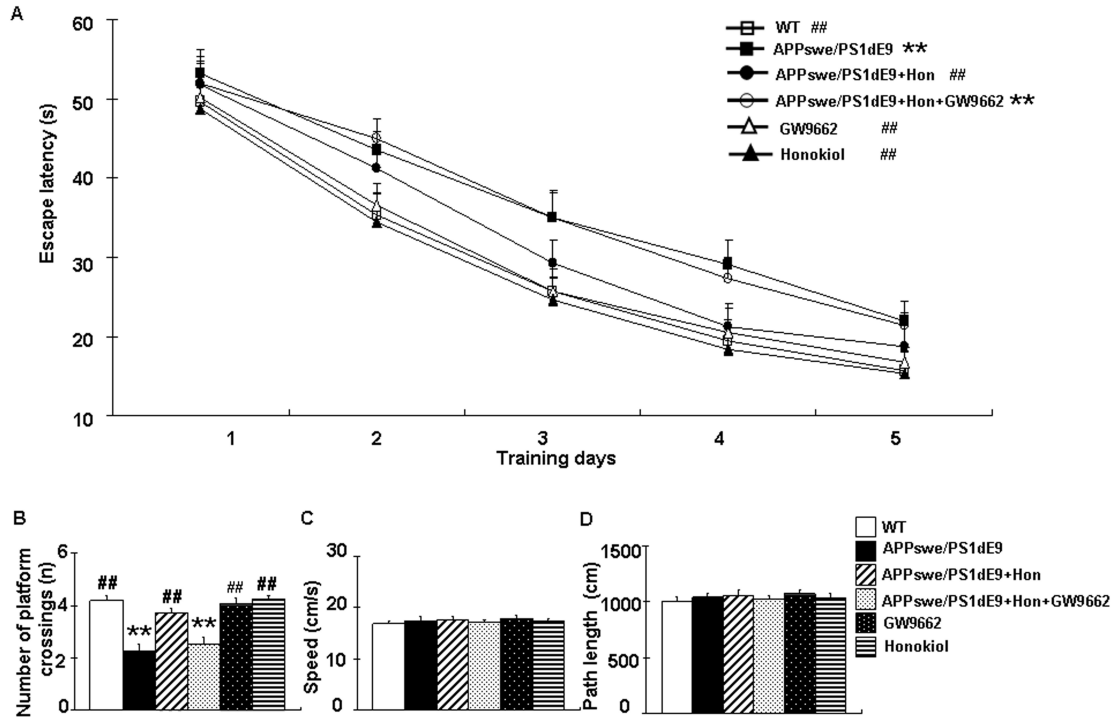 A
60
50
40
30
20
10
Escape latency (s)
1 2 3 4 5
Training days
WT ##
APPswe/PS1dE9 **
APPswe/PS1dE9+Hon ##
APPswe/PS1dE9+Hon+GW9662 **
GW9662 ##
Honokiol ##
B
Number of platform
crossings (n)
6
4
2
0
## ** ## ** ## ##
C
Speed (cm/s)
30
20
10
0
D
Path length (cm)
1500
1000
500
0
WT
APPswe/PS1dE9
APPswe/PS1dE9+Hon
APPswe/PS1dE9+Hon+GW9662
GW9662
Honokiol